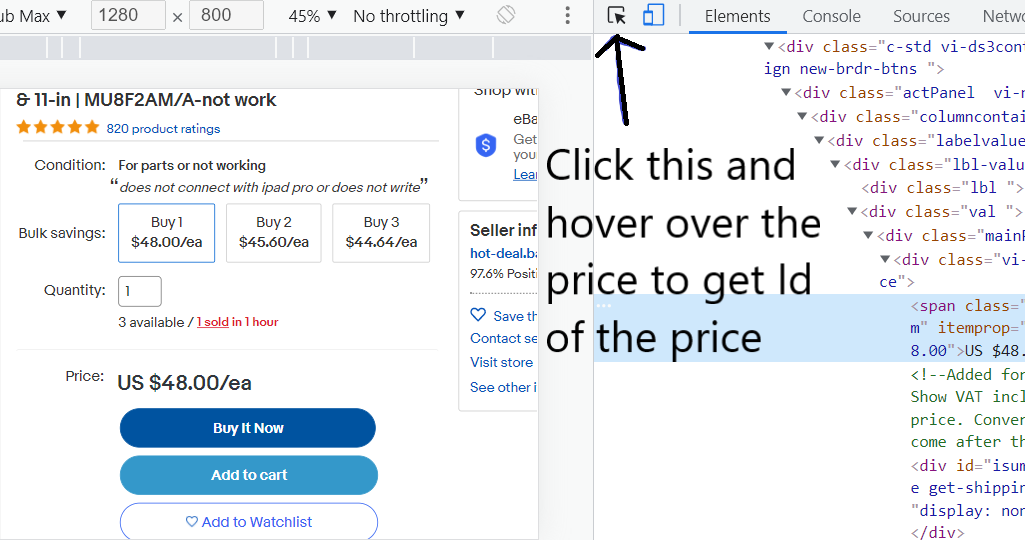 ub Max ▼ 1280 × 800 45% ▼ No throttling ▼
Elements Console Sources Netw
& 11-in | MU8F2AM/A-not work
820 product ratings
Condition: For parts or not working
“does not connect with ipad pro or does not write”
Bulk savings:
Buy 1
$48.00/ea
Buy 2
$45.60/ea
Buy 3
$44.64/ea
Quantity: 1
3 available / 1 sold in 1 hour
Price: US $48.00/ea
Buy It Now
Add to cart
Add to Watchlist
Shop wit
eBa
Get
you
Lear
Seller inf
hot-deal.ba
97.6% Positi
Save th
Contact se
Visit store
See other i
Click this and
hover over the
price to get Id
of the price
▼<div class="c-std vi-ds3cont
ign new-brdr-btns ">
▼<div class="actPanel vi-n
▼<div class="columncontai
▼<div class="labelvalue
▼<div class="lbl-valu
<div class="lbl ">
▼<div class="val ">
▼<div class="mainP
▼<div class="vi-
ce">
<span class="
m" itemprop="
8.00">US $48.
<!--Added for
Show VAT incl
price. Conver
come after th
<div id="isum
e get-shippin
"display: non
</div>